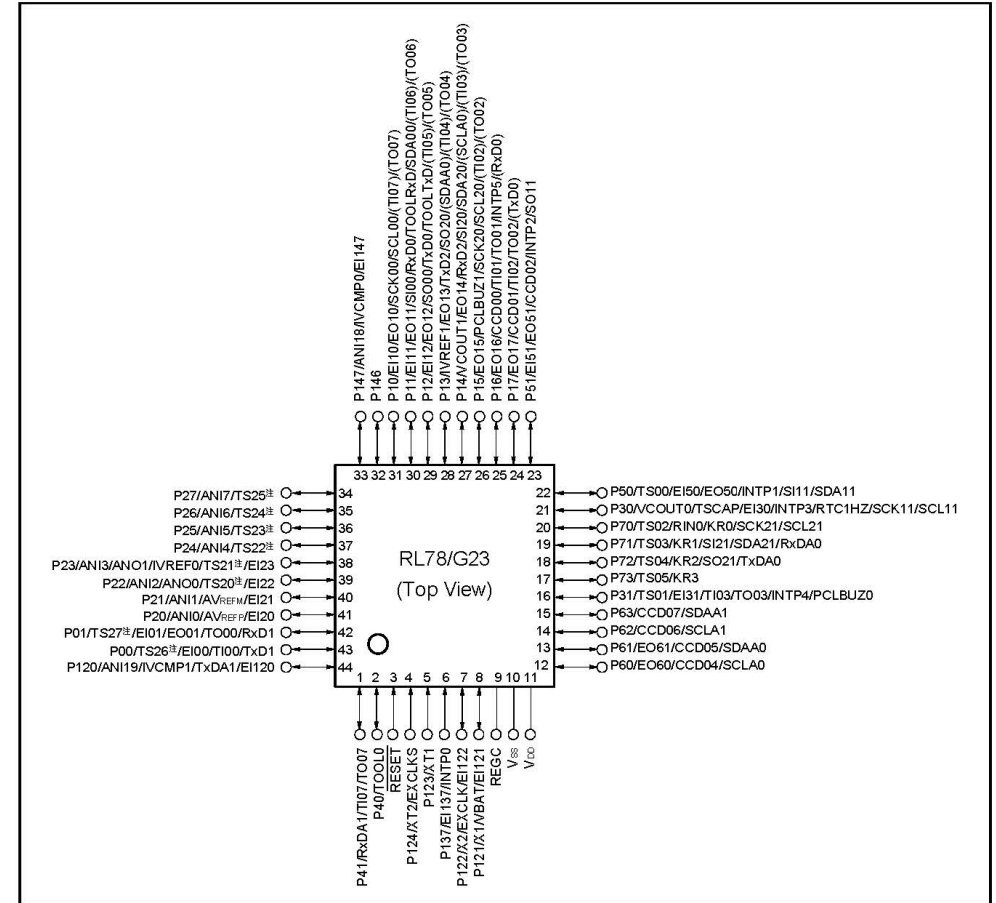 P147/ANI18/IVCMP0/EI147
P146
P10/EI10/EO10/SCK00/SCL00/(TI07)/(TO07)
P11/EI11/EO11/SI00/RxD0/TOOLRxD/SDA00/(TI06)/(TO06)
P12/EI12/EO12/SO00/TxD0/TOOLTxD/(TI05)/(TO05)
P13/IVREF1/EO13/TxD2/SO20/(SDAA0)/(TI04)/(TO04)
P14/VCOUT1/EO14/RxD2/SI20/SDA20/(SCLA0)/(TI03)/(TO03)
P15/EO15/PCLBUZ1/SCK20/SCL20/(TI02)/(TO02)
P16/EO16/CCD00/TI01/TO01/INTP5/(RxD0)
P17/EO17/CCD01/TI02/TO02/(TxD0)
P51/EI51/EO51/CCD02/INTP2/SO11
33 32 31 30 29 28 27 26 25 24 23
P27/ANI7/TS25注 34
P26/ANI6/TS24注 35
P25/ANI5/TS23注 36
P24/ANI4/TS22注 37
P23/ANI3/ANO1/IVREF0/TS21注/EI23 38
P22/ANI2/ANO0/TS20注/EI22 39
P21/ANI1/AVREFM/EI21 40
P20/ANI0/AVREFP/EI20 41
P01/TS27注/EI01/EO01/TO00/RxD1 42
P00/TS26注/EI00/TI00/TxD1 43
P120/ANI19/IVCMP1/TxDA1/EI120 44
RL78/G23
(Top View)
22 P50/TS00/EI50/EO50/INTP1/SI11/SDA11
21 P30/VCOUT0/TSCAP/EI30/INTP3/RTC1HZ/SCK11/SCL11
20 P70/TS02/RIN0/KR0/SCK21/SCL21
19 P71/TS03/KR1/SI21/SDA21/RxDA0
18 P72/TS04/KR2/SO21/TxDA0
17 P73/TS05/KR3
16 P31/TS01/EI31/TI03/TO03/INTP4/PCLBUZ0
15 P63/CCD07/SDAA1
14 P62/CCD06/SCLA1
13 P61/EO61/CCD05/SDAA0
12 P60/EO60/CCD04/SCLA0
1 2 3 4 5 6 7 8 9 10 11
P41/RxDA1/TI07/TO07
P40/TOOL0
RESET
P124/XT2/EXCLKS
P123/XT1
P137/EI137/INTP0
P122/X2/EXCLK/EI122
P121/X1/VBAT/EI121
REGC
VSS
VDD